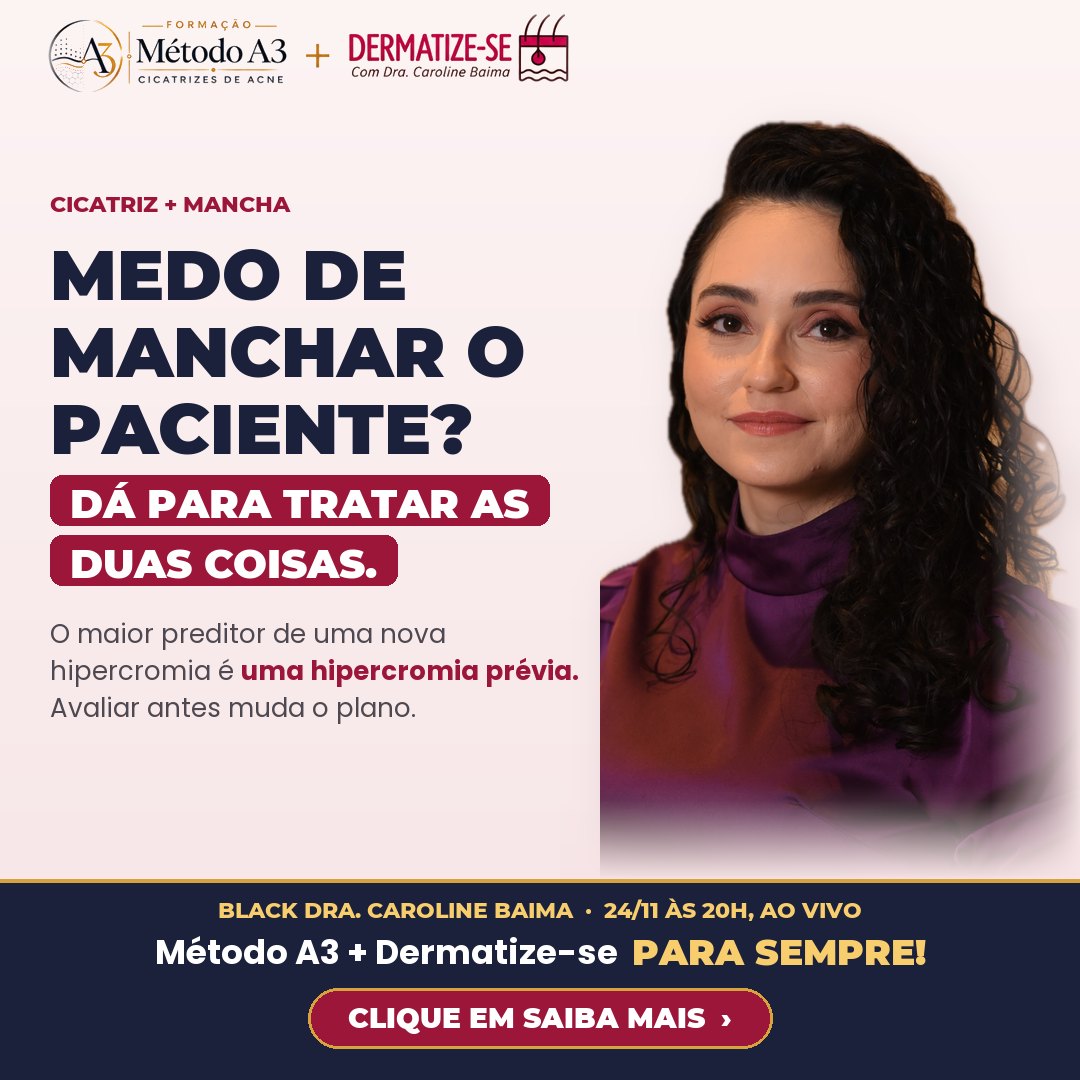 FORMAÇÃO
A3 Método A3
CICATRIZES DE ACNE
+
DERMATIZE-SE
Com Dra. Caroline Baima
CICATRIZ + MANCHA
MEDO DE
MANCHAR O
PACIENTE?
DÁ PARA TRATAR AS
DUAS COISAS.
O maior preditor de uma nova
hipercromia é uma hipercromia prévia.
Avaliar antes muda o plano.
BLACK DRA. CAROLINE BAIMA · 24/11 ÀS 20H, AO VIVO
Método A3 + Dermatize-se PARA SEMPRE!
CLIQUE EM SAIBA MAIS ›